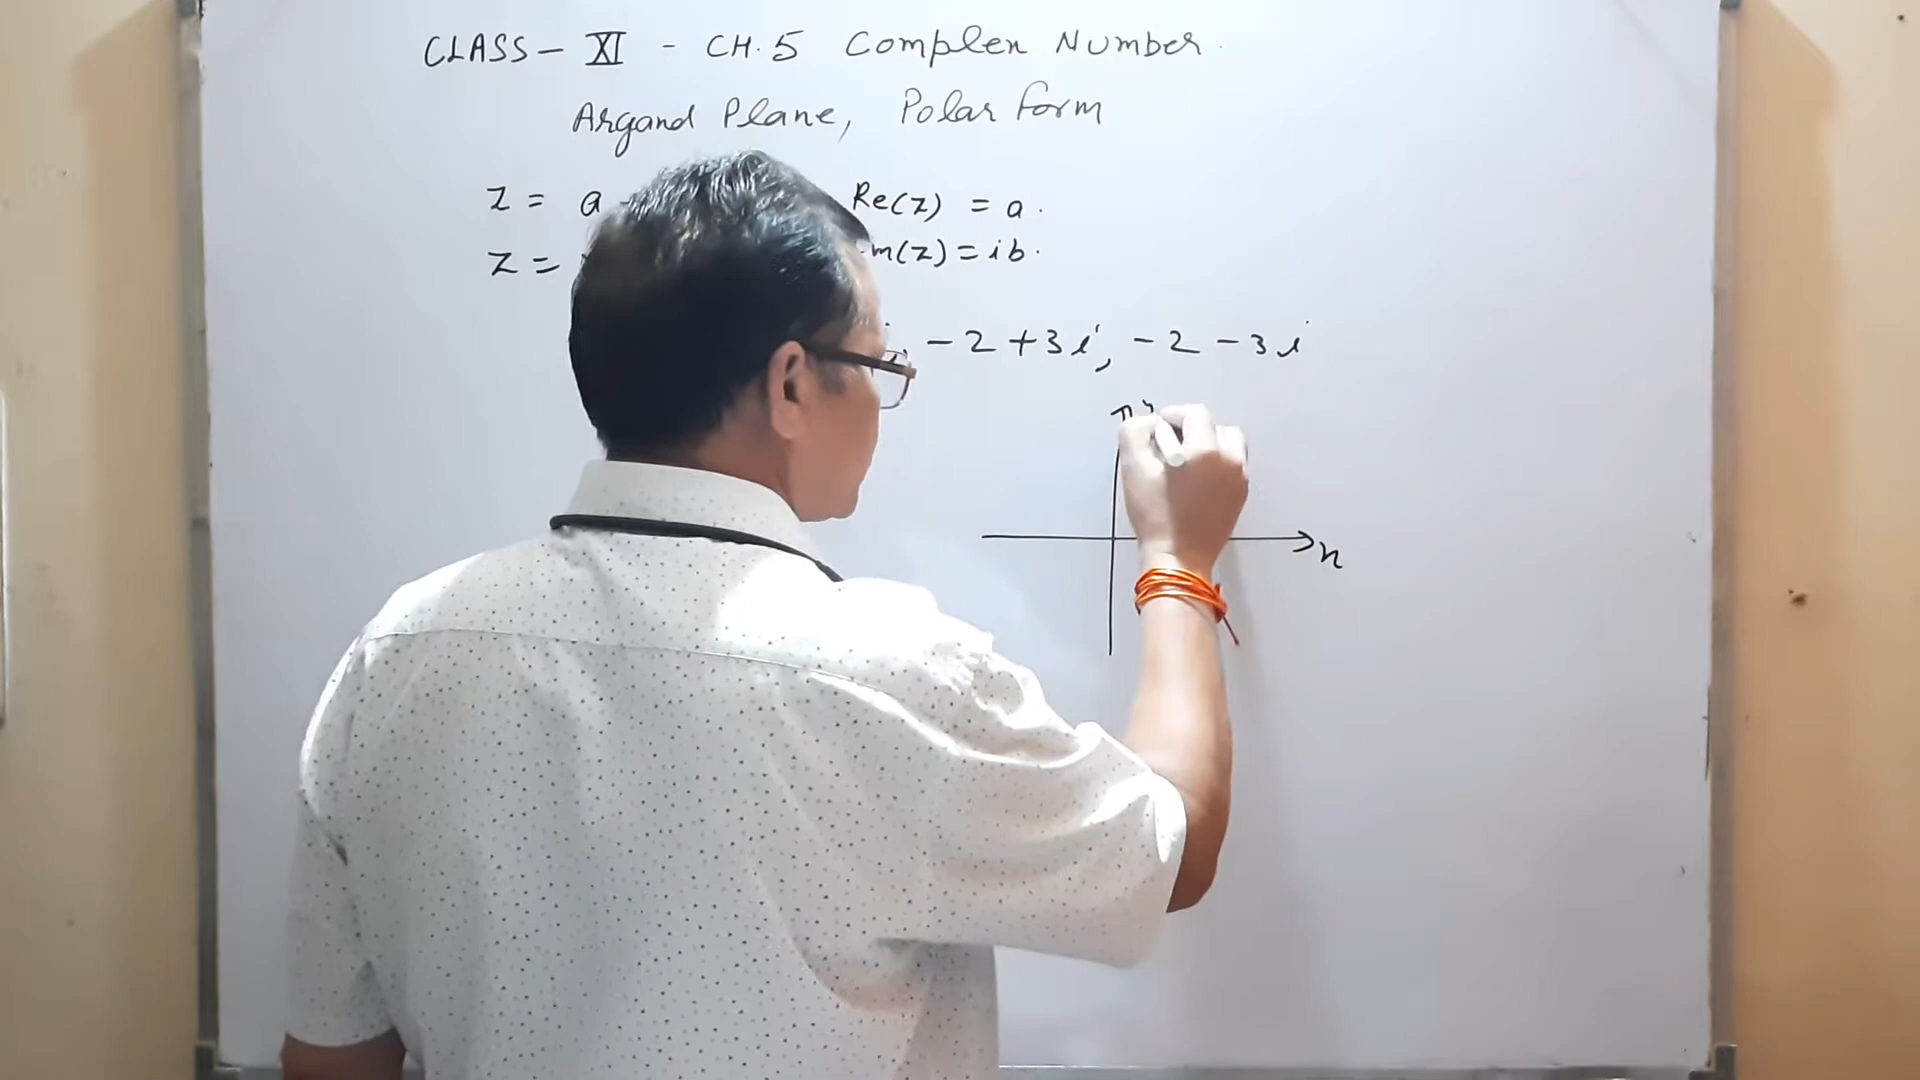 CLASS - XI - CH. 5 Complex Number.
Argand Plane, Polar form
Z = a Re(z) = a.
Z = m(z) = ib.
i, -2+3i, -2-3i
y
x